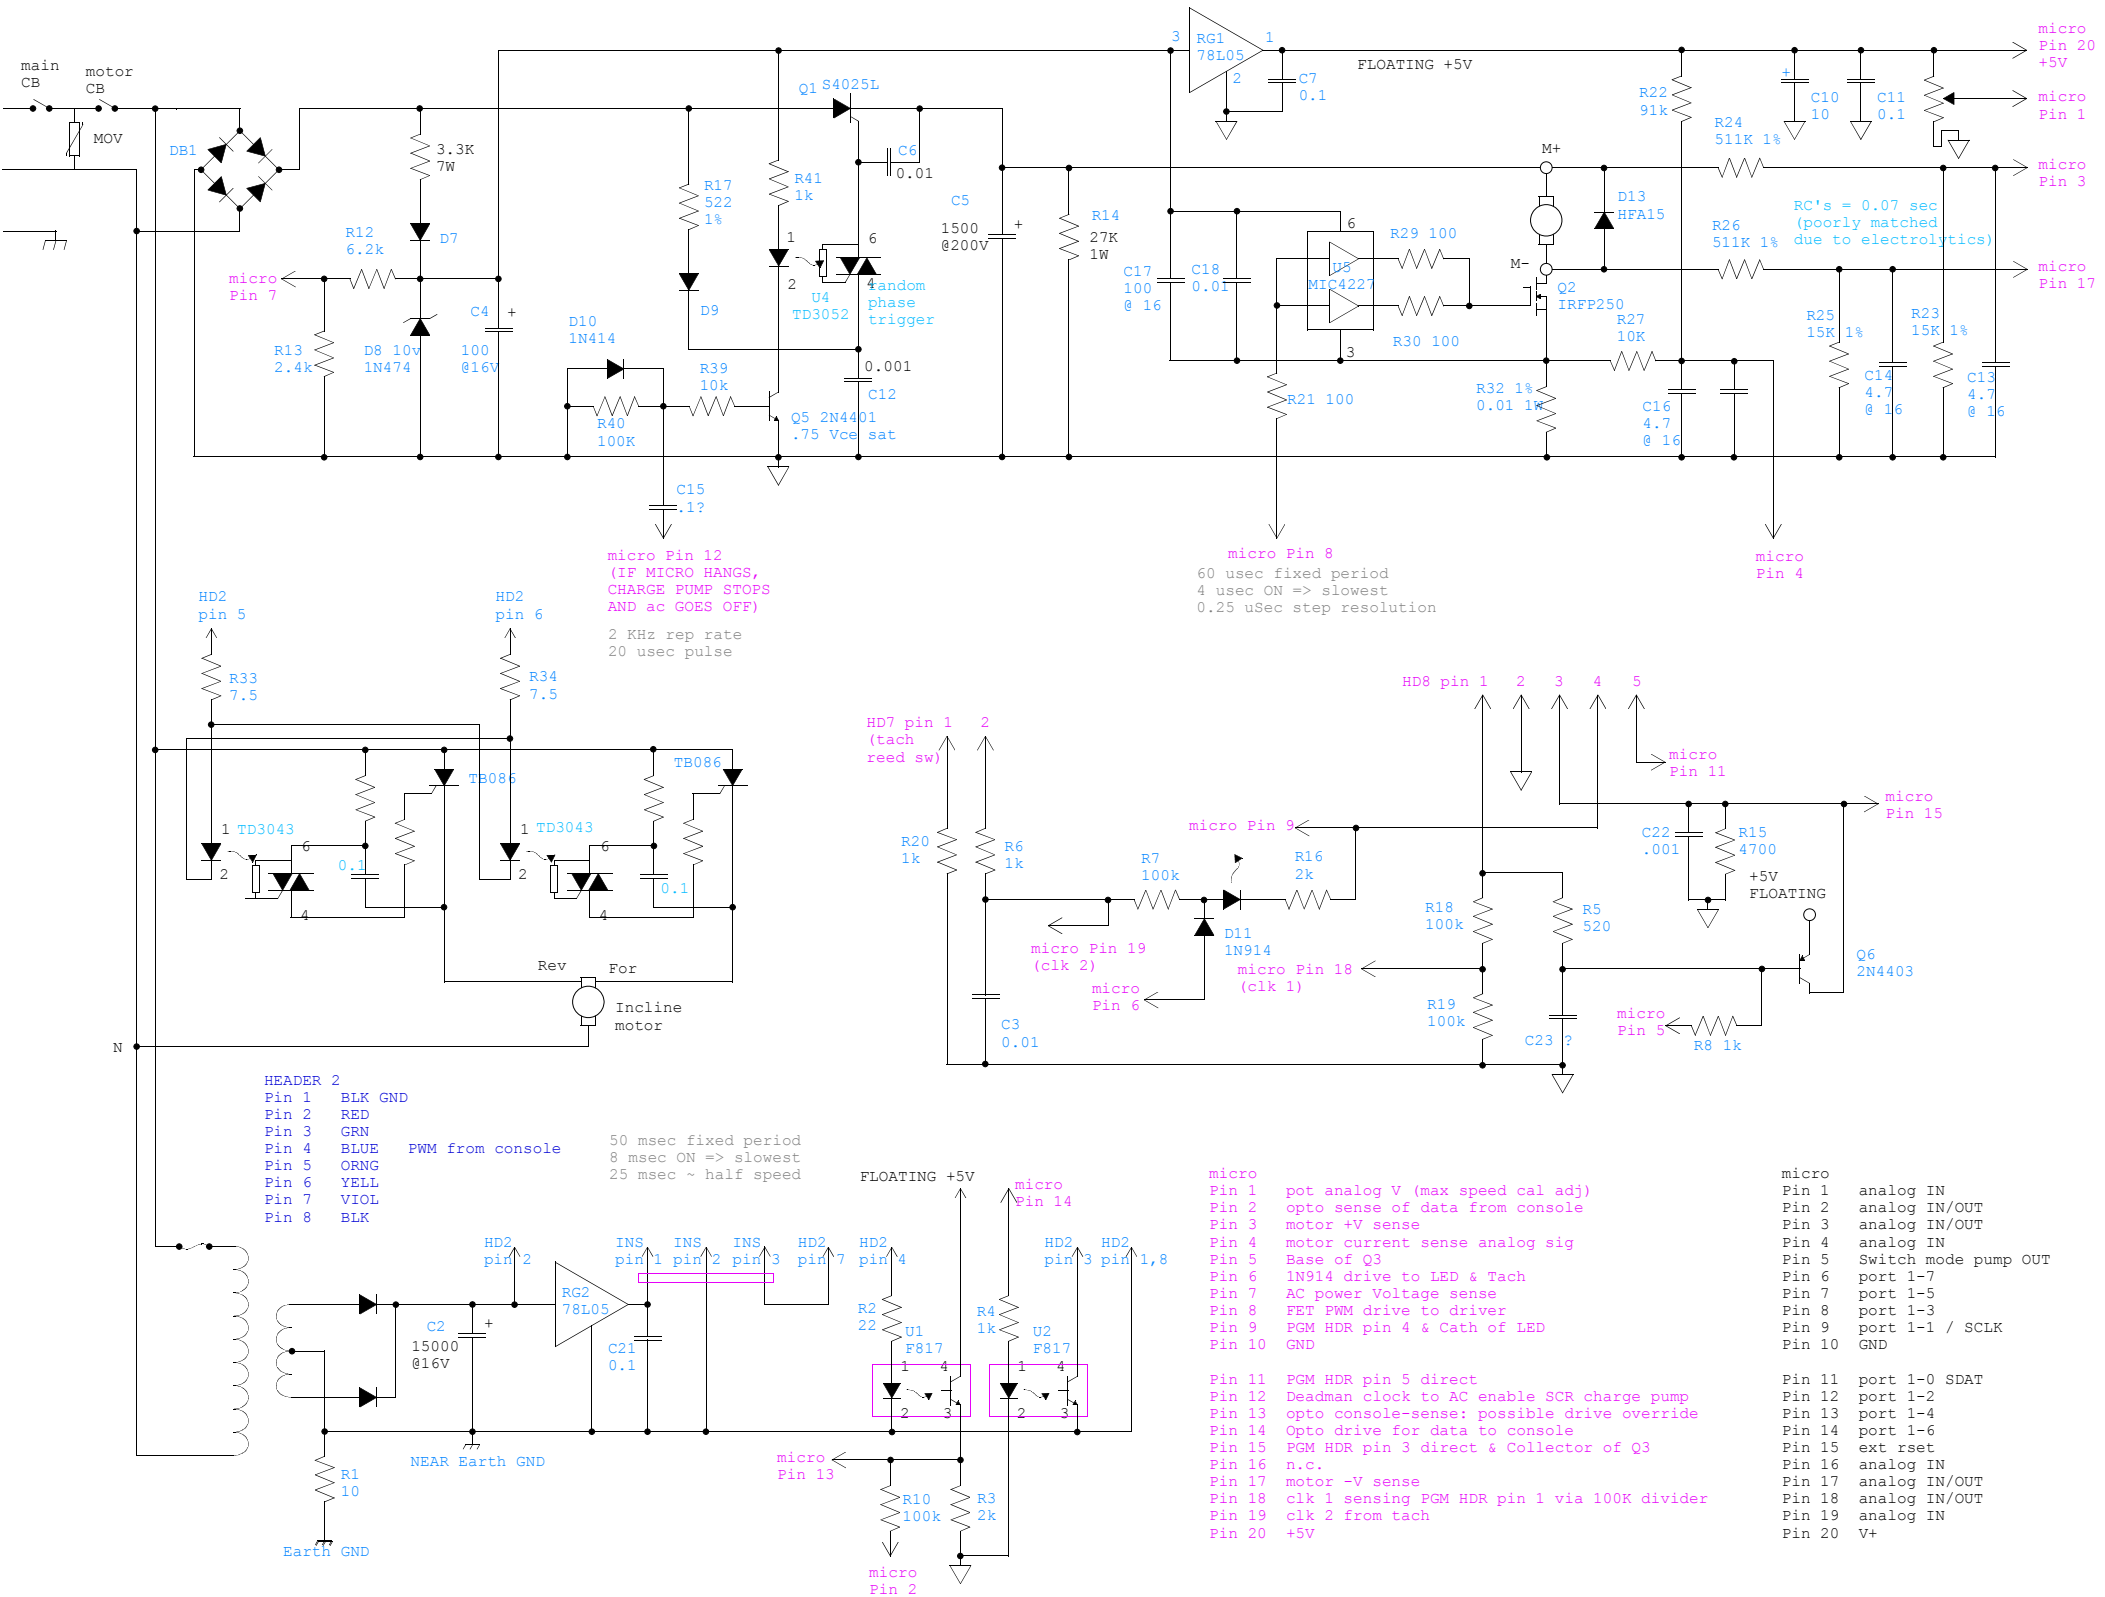 main
CB
motor
CB
MOV
DB1
3.3K
7W
R12
6.2k
D7
micro
Pin 7
R13
2.4k
D8 10v
1N474
C4
+
100
@16V
D10
1N414
R40
100K
R39
10k
R17
522
1%
D9
Q1 S4025L
R41
1k
1
2
U4
TD3052
6
4
random
phase
trigger
C6
0.01
0.001
C12
Q5 2N4401
.75 Vce sat
C15
.1?
micro Pin 12
(IF MICRO HANGS,
CHARGE PUMP STOPS
AND ac GOES OFF)
2 KHz rep rate
20 usec pulse
C5
1500
@200V
+
R14
27K
1W
3
RG1
78L05
1
2
C7
0.1
FLOATING +5V
C17
100
@ 16
C18
0.01
6
U5
MIC4227
3
R29 100
R30 100
R21 100
micro Pin 8
60 usec fixed period
4 usec ON => slowest
0.25 uSec step resolution
M+
M-
D13
HFA15
Q2
IRFP250
R32 1%
0.01 1W
R27
10K
R22
91k
R24
511K 1%
R26
511K 1%
C16
4.7
@ 16
micro
Pin 4
+
C10
10
C11
0.1
micro
Pin 20
+5V
micro
Pin 1
micro
Pin 3
RC's = 0.07 sec
(poorly matched
due to electrolytics)
micro
Pin 17
R25
15K 1%
R23
15K 1%
C14
4.7
@ 16
C13
4.7
@ 16
HD2
pin 5
HD2
pin 6
R33
7.5
R34
7.5
TB086
TB086
1
TD3043
2
6
4
0.1
1
TD3043
2
6
4
0.1
Rev
For
Incline
motor
N
HD7 pin 1 2
(tach
reed sw)
R20
1k
R6
1k
C3
0.01
micro Pin 19
(clk 2)
R7
100k
D11
1N914
micro
Pin 6
micro Pin 9
R16
2k
HD8 pin 1 2 3 4 5
micro
Pin 11
micro
Pin 15
R18
100k
micro Pin 18
(clk 1)
R19
100k
R5
520
C23 ?
C22
.001
R15
4700
+5V
FLOATING
Q6
2N4403
micro
Pin 5
R8 1k
HEADER 2
Pin 1 BLK GND
Pin 2 RED
Pin 3 GRN
Pin 4 BLUE PWM from console
Pin 5 ORNG
Pin 6 YELL
Pin 7 VIOL
Pin 8 BLK
50 msec fixed period
8 msec ON => slowest
25 msec ~ half speed
FLOATING +5V
micro
Pin 14
HD2
pin 2
INS
pin 1
INS
pin 2
INS
pin 3
HD2
pin 7
HD2
pin 4
HD2
pin 3
HD2
pin 1,8
RG2
78L05
C2
15000
@16V
+
C21
0.1
R2
22
U1
F817
1
4
2
3
R4
1k
U2
F817
1
4
2
3
NEAR Earth GND
R1
10
Earth GND
micro
Pin 13
R10
100k
R3
2k
micro
Pin 2
micro
Pin 1 pot analog V (max speed cal adj)
Pin 2 opto sense of data from console
Pin 3 motor +V sense
Pin 4 motor current sense analog sig
Pin 5 Base of Q3
Pin 6 1N914 drive to LED & Tach
Pin 7 AC power Voltage sense
Pin 8 FET PWM drive to driver
Pin 9 PGM HDR pin 4 & Cath of LED
Pin 10 GND
Pin 11 PGM HDR pin 5 direct
Pin 12 Deadman clock to AC enable SCR charge pump
Pin 13 opto console-sense: possible drive override
Pin 14 Opto drive for data to console
Pin 15 PGM HDR pin 3 direct & Collector of Q3
Pin 16 n.c.
Pin 17 motor -V sense
Pin 18 clk 1 sensing PGM HDR pin 1 via 100K divider
Pin 19 clk 2 from tach
Pin 20 +5V
micro
Pin 1 analog IN
Pin 2 analog IN/OUT
Pin 3 analog IN/OUT
Pin 4 analog IN
Pin 5 Switch mode pump OUT
Pin 6 port 1-7
Pin 7 port 1-5
Pin 8 port 1-3
Pin 9 port 1-1 / SCLK
Pin 10 GND
Pin 11 port 1-0 SDAT
Pin 12 port 1-2
Pin 13 port 1-4
Pin 14 port 1-6
Pin 15 ext rset
Pin 16 analog IN
Pin 17 analog IN/OUT
Pin 18 analog IN/OUT
Pin 19 analog IN
Pin 20 V+